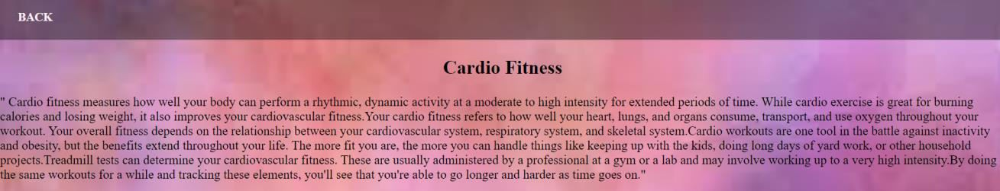 BACK
Cardio Fitness
" Cardio fitness measures how well your body can perform a rhythmic, dynamic activity at a moderate to high intensity for extended periods of time. While cardio exercise is great for burning
calories and losing weight, it also improves your cardiovascular fitness.Your cardio fitness refers to how well your heart, lungs, and organs consume, transport, and use oxygen throughout your
workout. Your overall fitness depends on the relationship between your cardiovascular system, respiratory system, and skeletal system.Cardio workouts are one tool in the battle against inactivity
and obesity, but the benefits extend throughout your life. The more fit you are, the more you can handle things like keeping up with the kids, doing long days of yard work, or other household
projects.Treadmill tests can determine your cardiovascular fitness. These are usually administered by a professional at a gym or a lab and may involve working up to a very high intensity.By doing
the same workouts for a while and tracking these elements, you'll see that you're able to go longer and harder as time goes on."